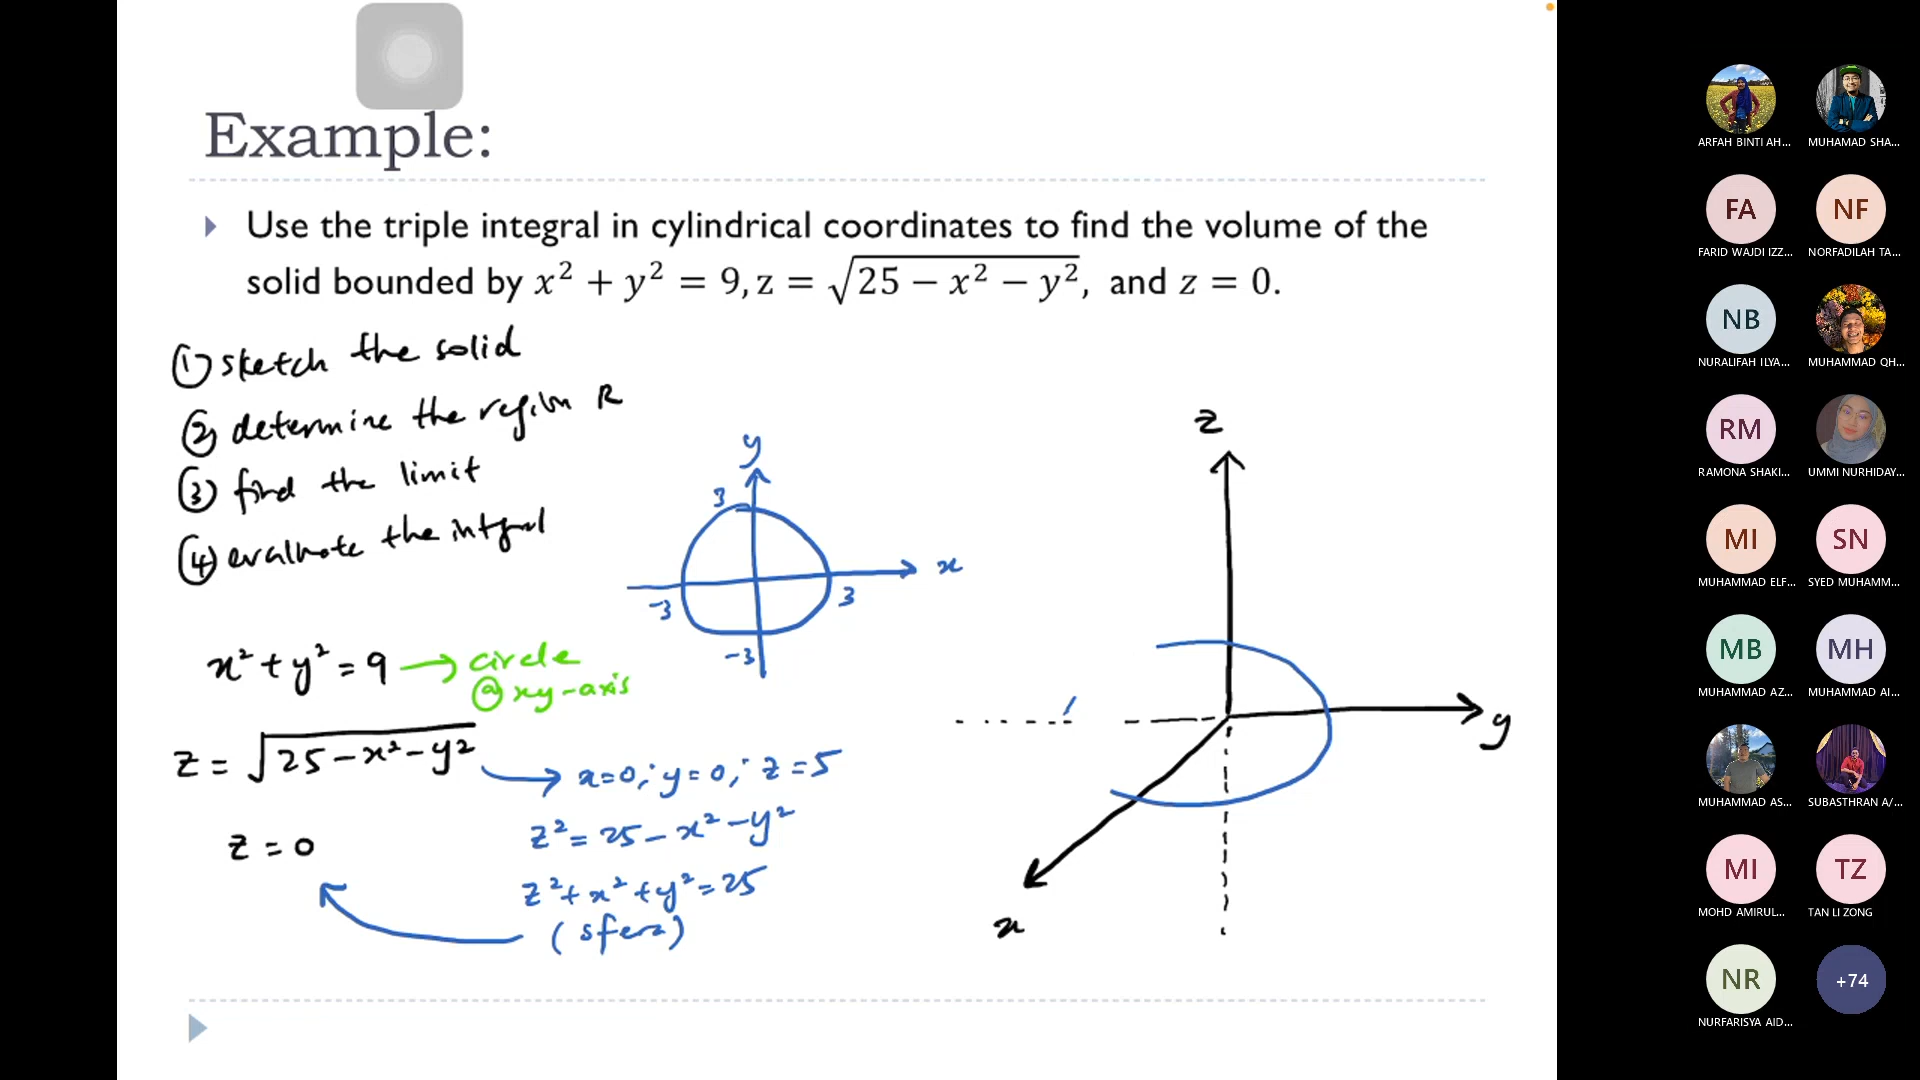 Example:
Use the triple integral in cylindrical coordinates to find the volume of the
solid bounded by x² + y² = 9, z = √25 − x² − y², and z = 0.
① sketch the solid
② determine the region R
③ find the limit
④ evaluate the intgral
y
3
x
-3
3
-3
x² + y² = 9 → circle
@ xy-axis
z = √25 − x² − y²
→ x=0; y=0; z=5
z² = 25 − x² − y²
z² + x² + y² = 25
(sfera)
z = 0
z
y
x
ARFAH BINTI AH...
MUHAMAD SHA...
FA
FARID WAJDI IZZ...
NF
NORFADILAH TA...
NB
NURALIFAH ILYA...
MUHAMMAD QH...
RM
RAMONA SHAKI...
UMMI NURHIDAY...
MI
MUHAMMAD ELF...
SN
SYED MUHAMM...
MB
MUHAMMAD AZ...
MH
MUHAMMAD AI...
MUHAMMAD AS...
SUBASTHRAN A/...
MI
MOHD AMIRUL...
TZ
TAN LI ZONG
NR
NURFARISYA AID...
+74